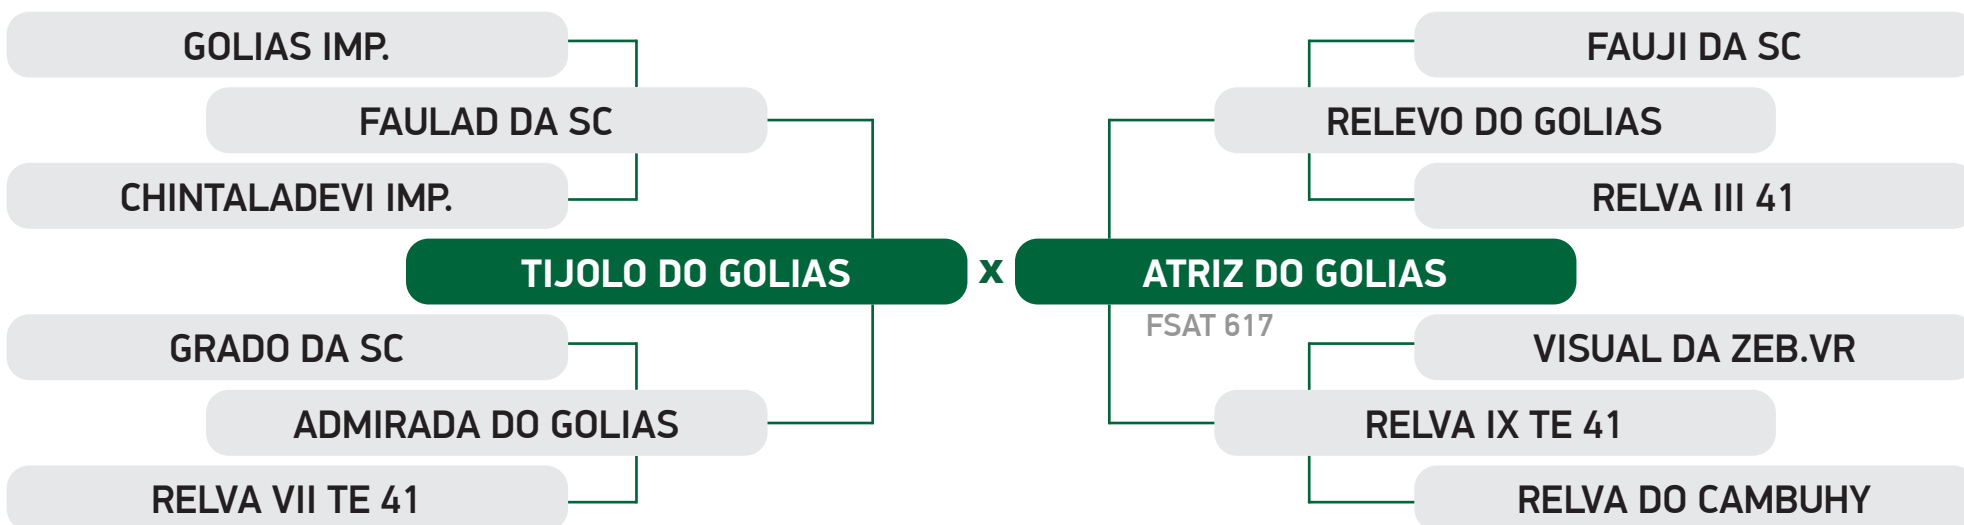 GOLIAS IMP.
FAUJI DA SC
FAULAD DA SC
RELEVO DO GOLIAS
CHINTALADEVI IMP.
RELVA III 41
TIJOLO DO GOLIAS x ATRIZ DO GOLIAS
FSAT 617
GRADO DA SC
VISUAL DA ZEB.VR
ADMIRADA DO GOLIAS
RELVA IX TE 41
RELVA VII TE 41
RELVA DO CAMBUHY